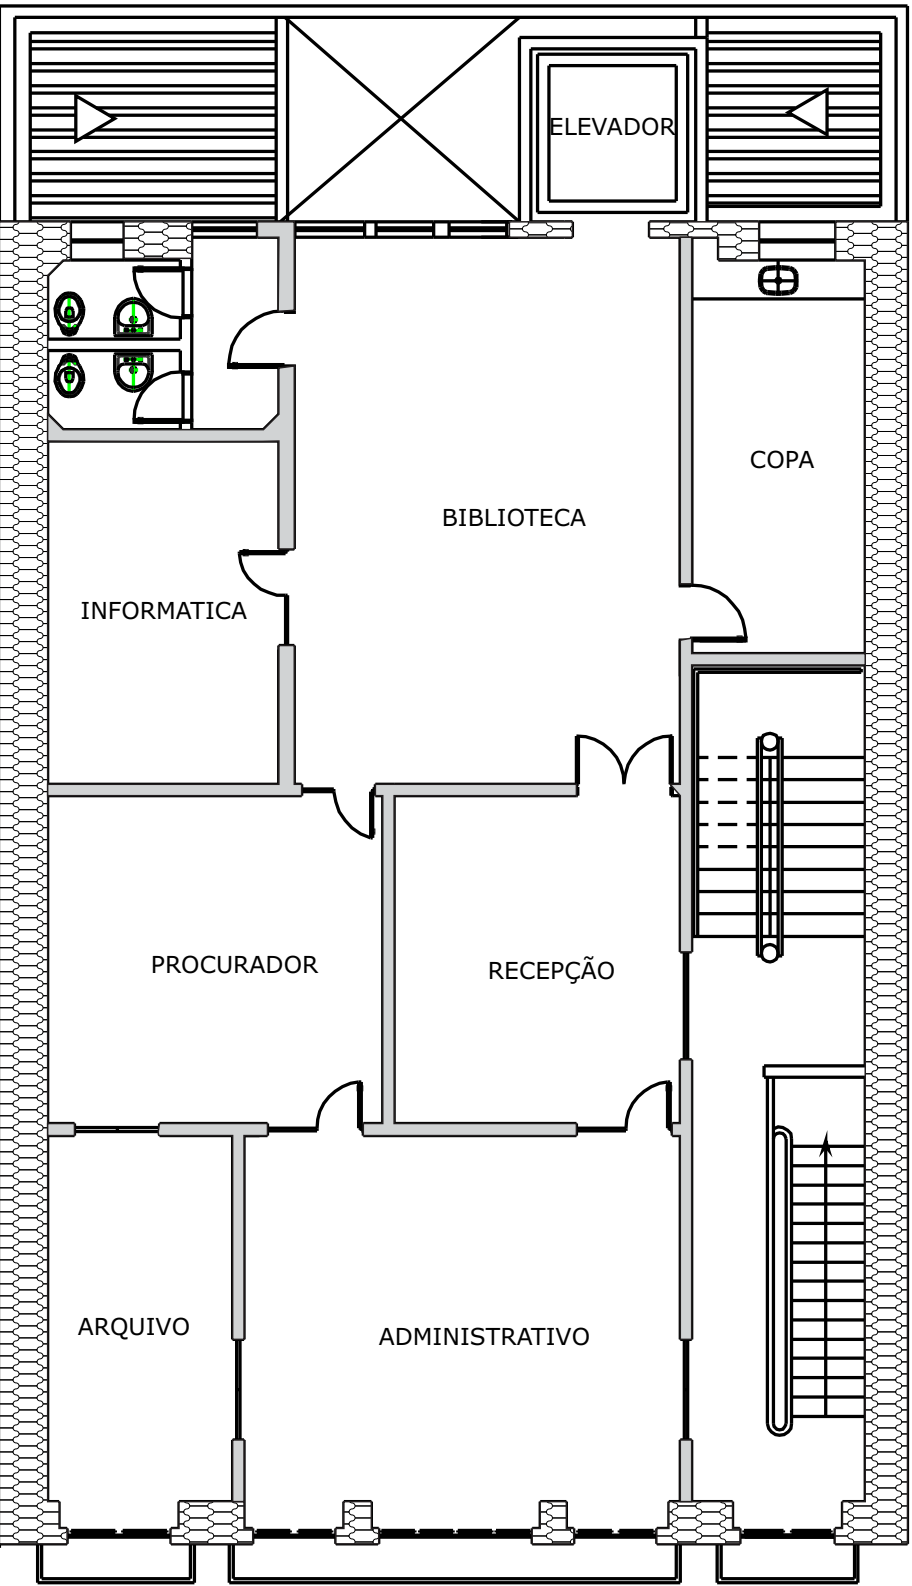 ELEVADOR
COPA
BIBLIOTECA
INFORMATICA
PROCURADOR
RECEPÇÃO
ARQUIVO
ADMINISTRATIVO